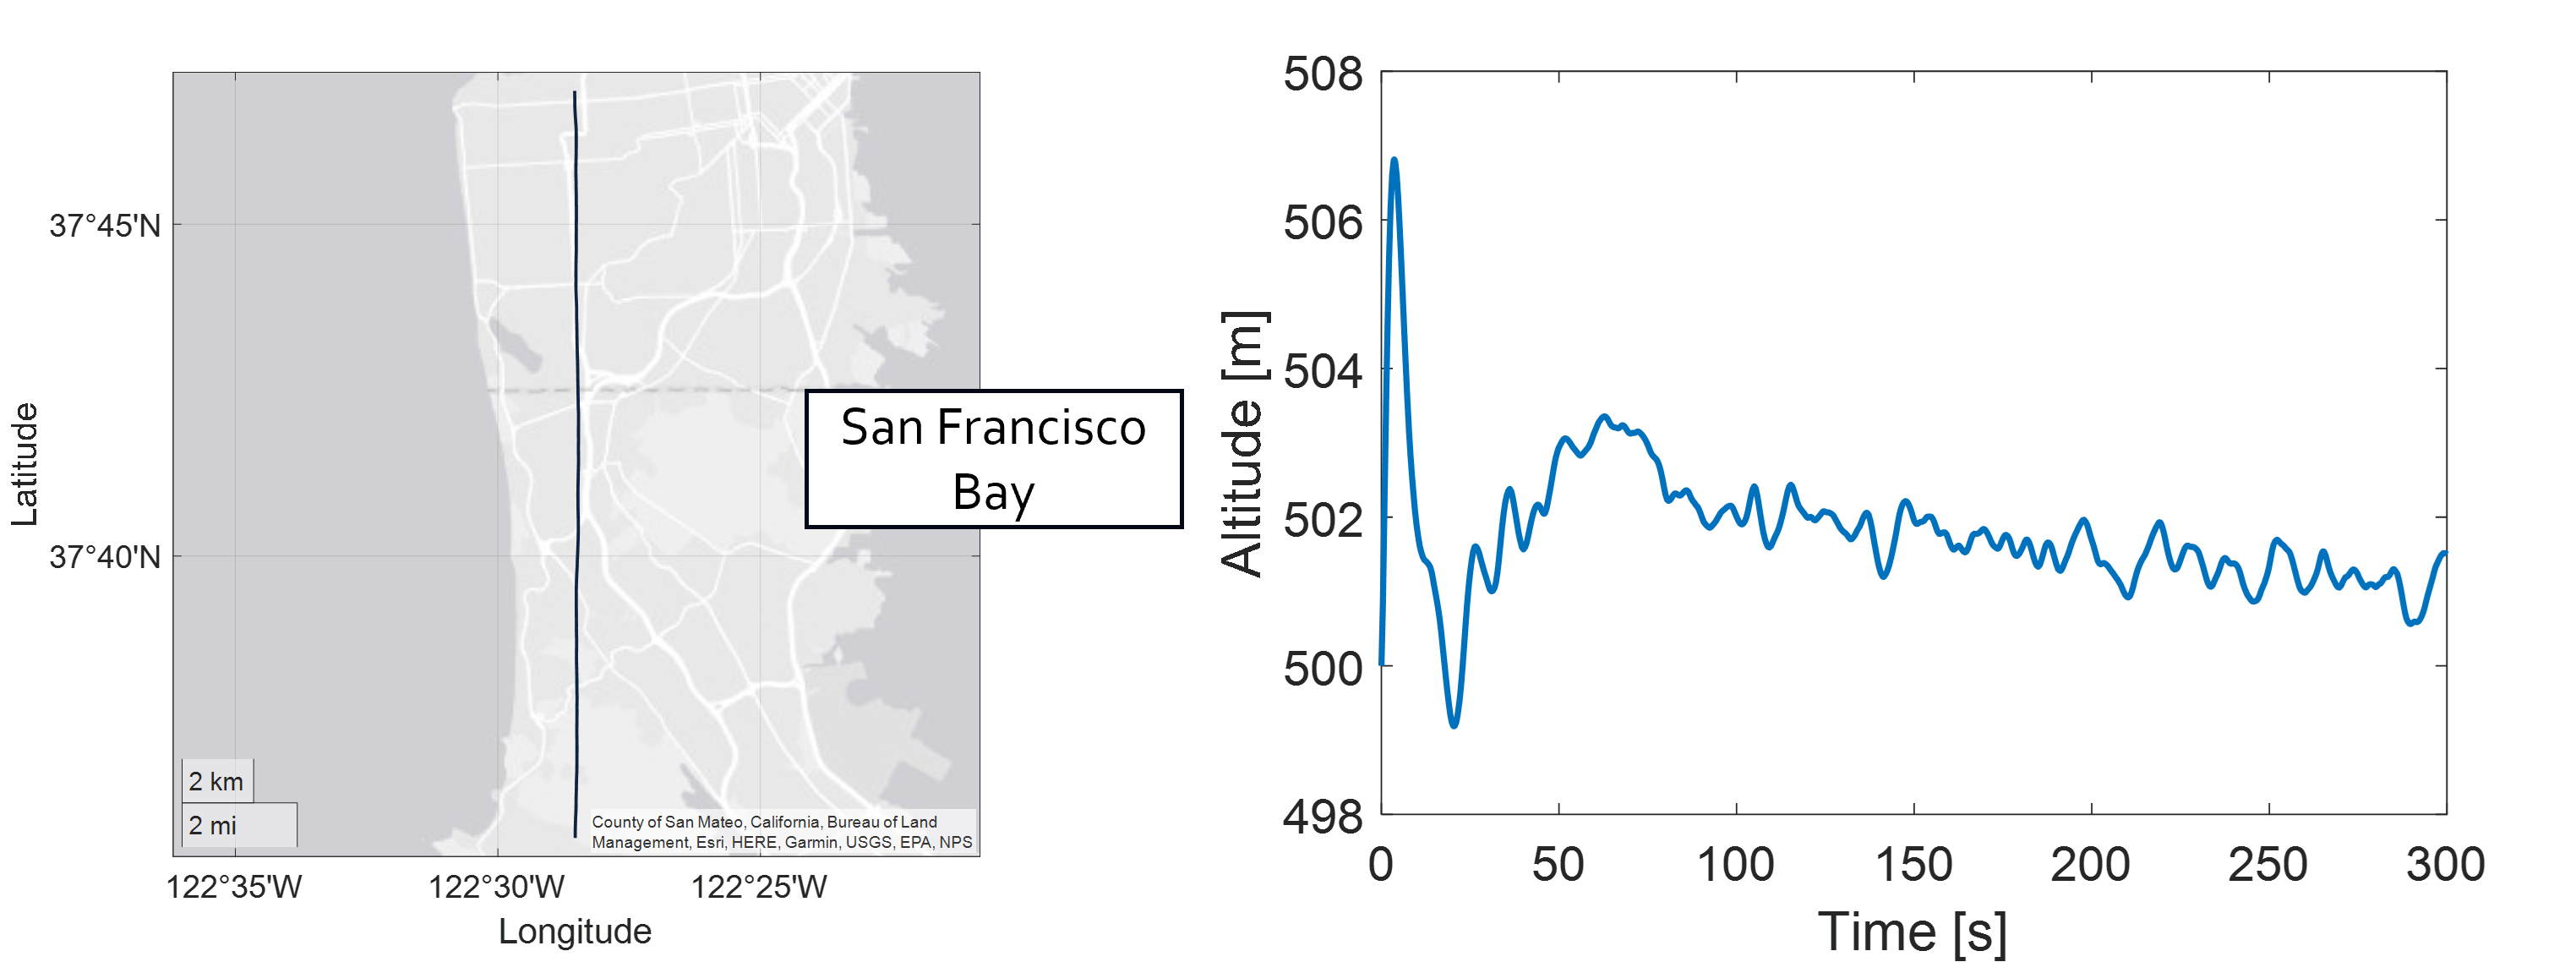 Latitude
37°45'N
37°40'N
122°35'W
122°30'W
122°25'W
Longitude
2 km
2 mi
County of San Mateo, California, Bureau of Land
Management, Esri, HERE, Garmin, USGS, EPA, NPS
San Francisco
Bay
Altitude [m]
508
506
504
502
500
498
0
50
100
150
200
250
300
Time [s]